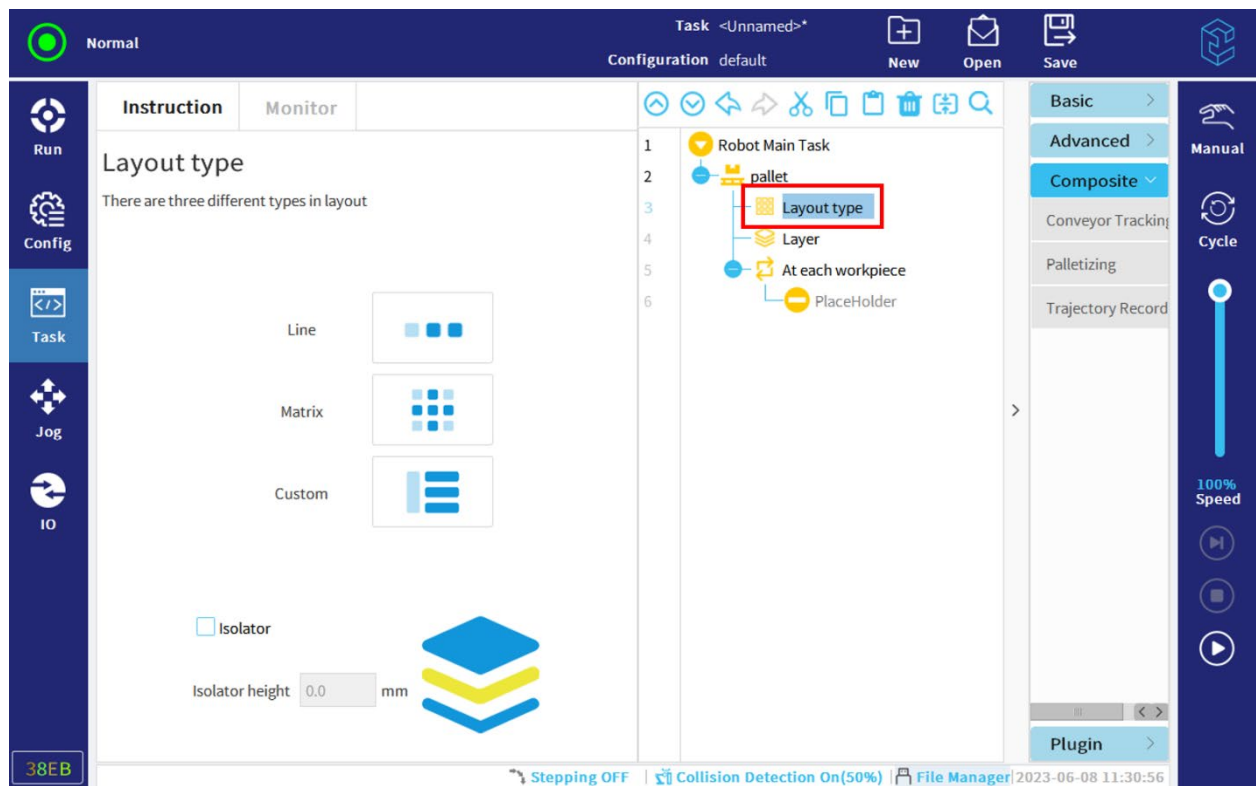 Normal
Task <Unnamed>*
Configuration default
New
Open
Save
Run
Config
Task
Jog
IO
38EB
Instruction
Monitor
Layout type
There are three different types in layout
Line
Matrix
Custom
Isolator
Isolator height 0.0 mm
1 Robot Main Task
2 pallet
3 Layout type
4 Layer
5 At each workpiece
6 PlaceHolder
>
Basic >
Advanced >
Composite
Conveyor Tracking
Palletizing
Trajectory Record
Plugin >
Manual
Cycle
100%
Speed
Stepping OFF | Collision Detection On(50%) | File Manager | 2023-06-08 11:30:56